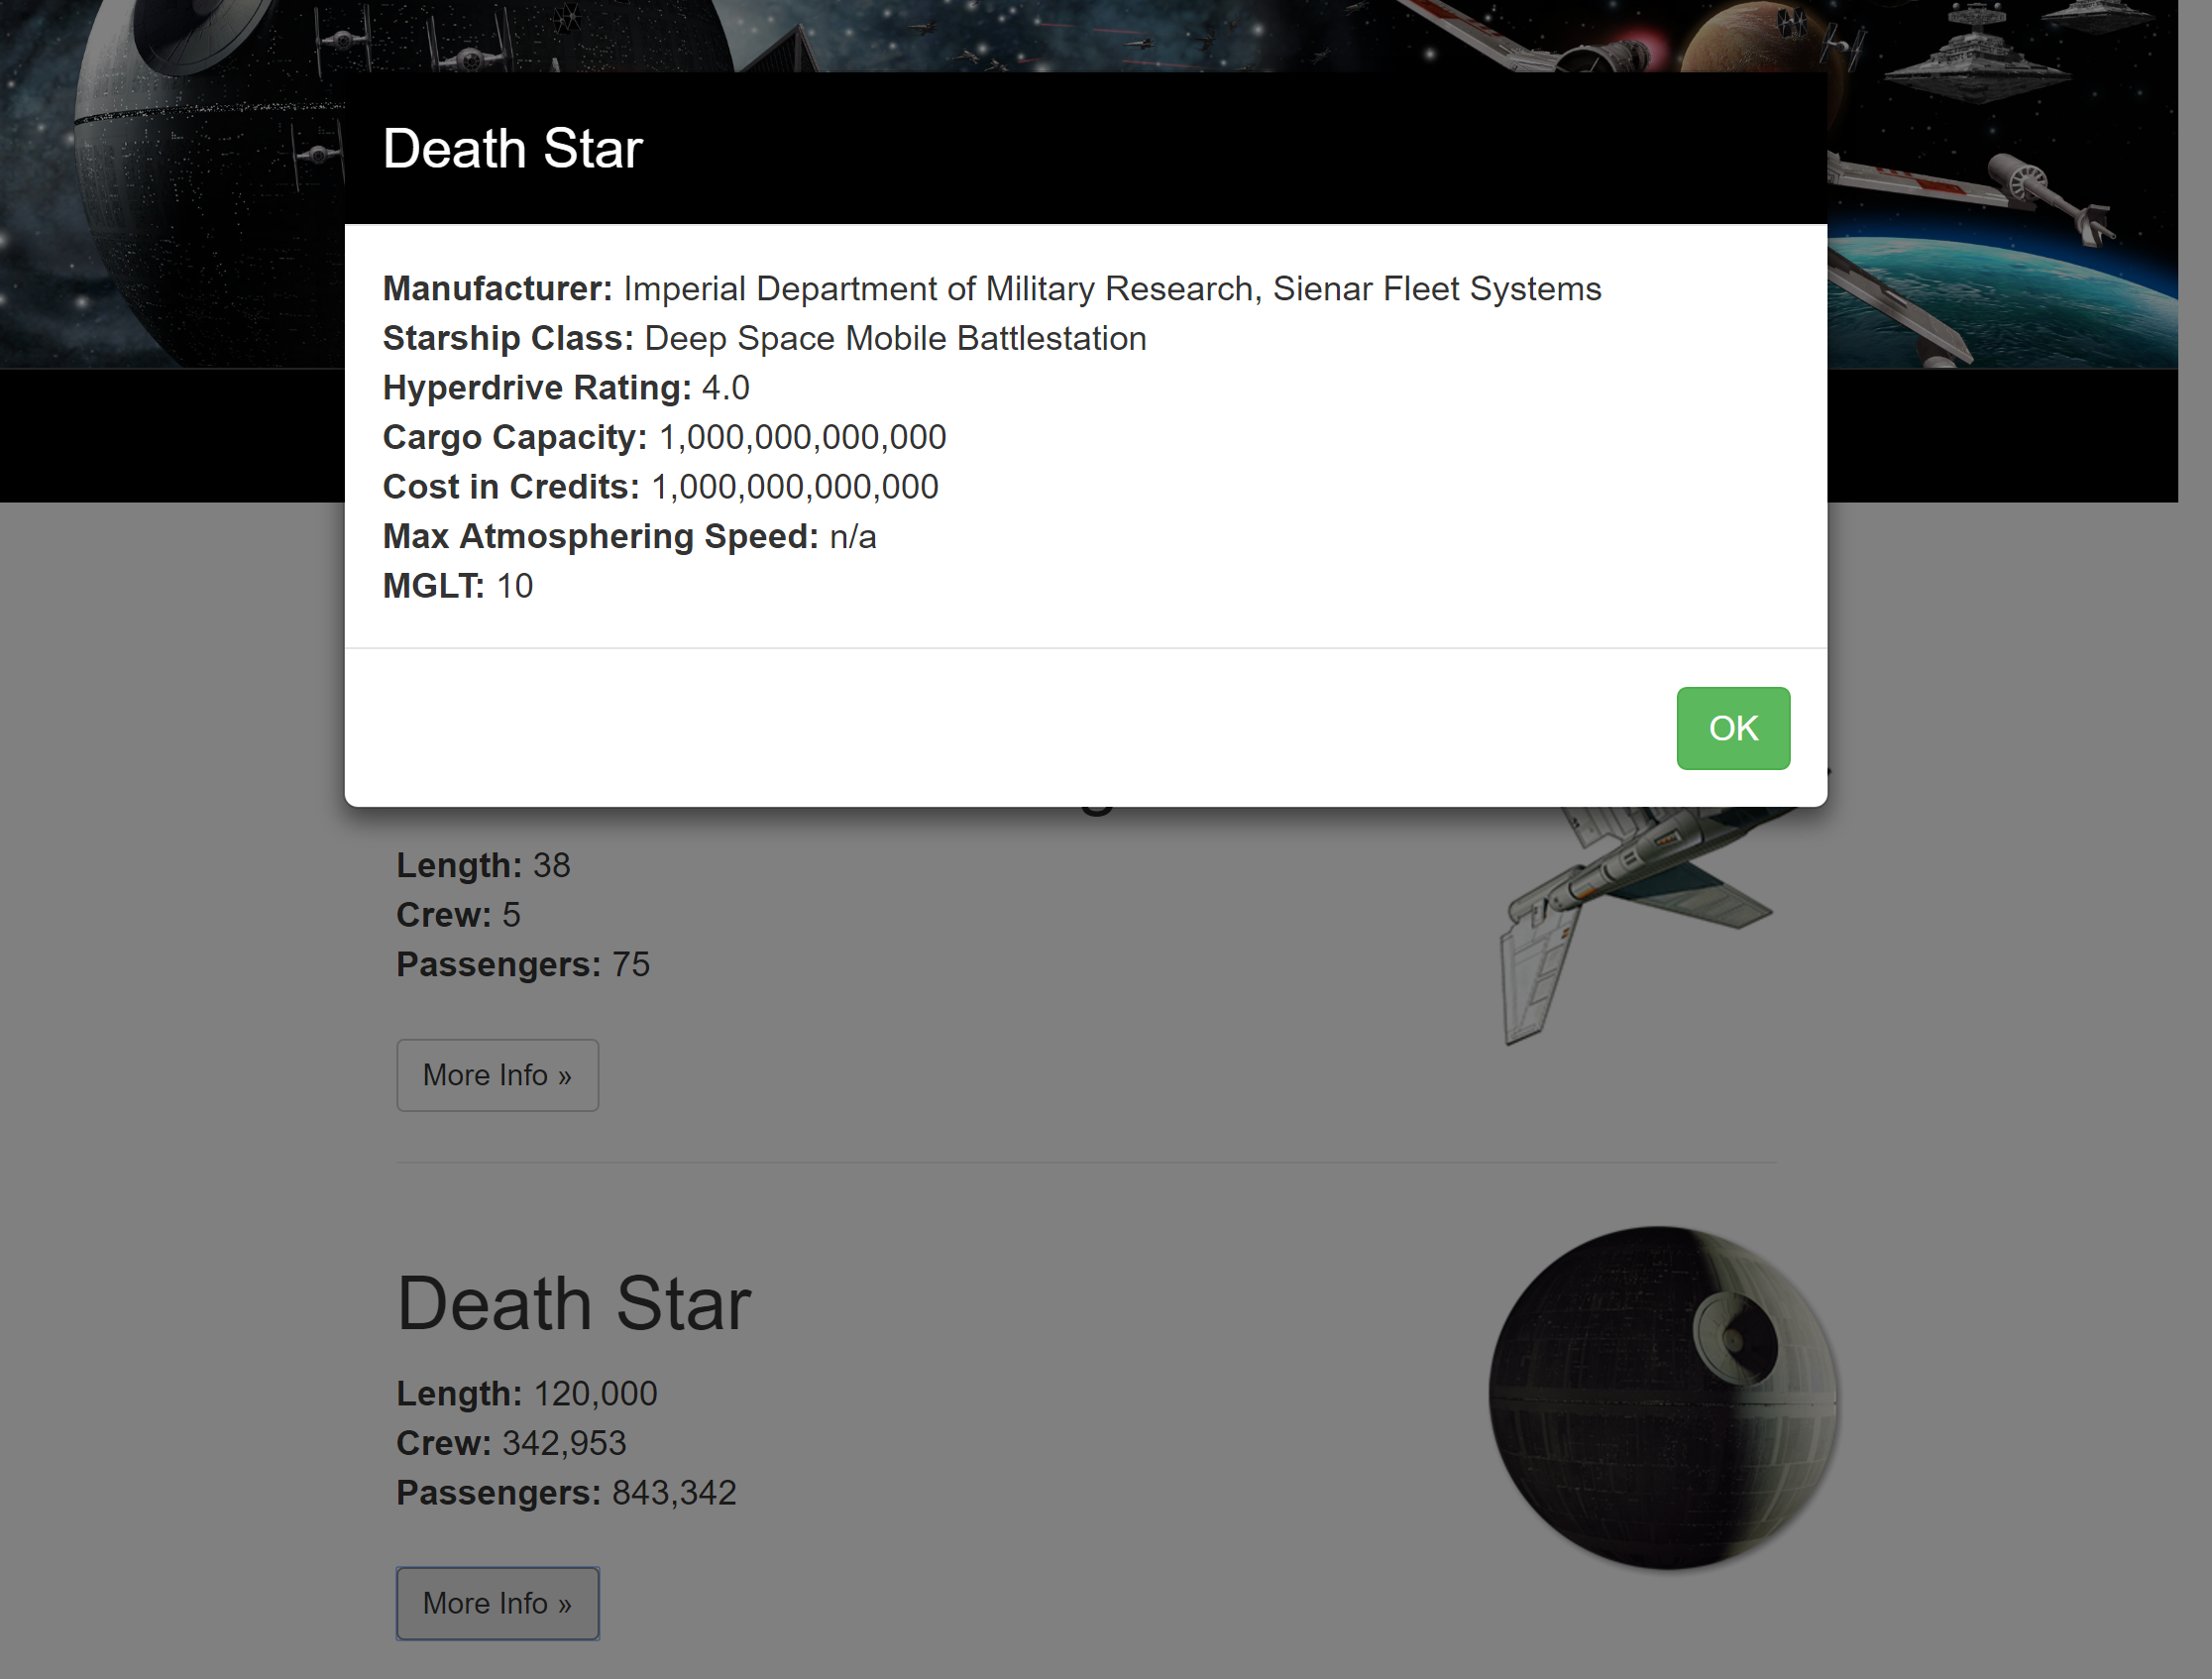 Death Star
Manufacturer: Imperial Department of Military Research, Sienar Fleet Systems
Starship Class: Deep Space Mobile Battlestation
Hyperdrive Rating: 4.0
Cargo Capacity: 1,000,000,000,000
Cost in Credits: 1,000,000,000,000
Max Atmosphering Speed: n/a
MGLT: 10
OK
Length: 38
Crew: 5
Passengers: 75
More Info »
Death Star
Length: 120,000
Crew: 342,953
Passengers: 843,342
More Info »